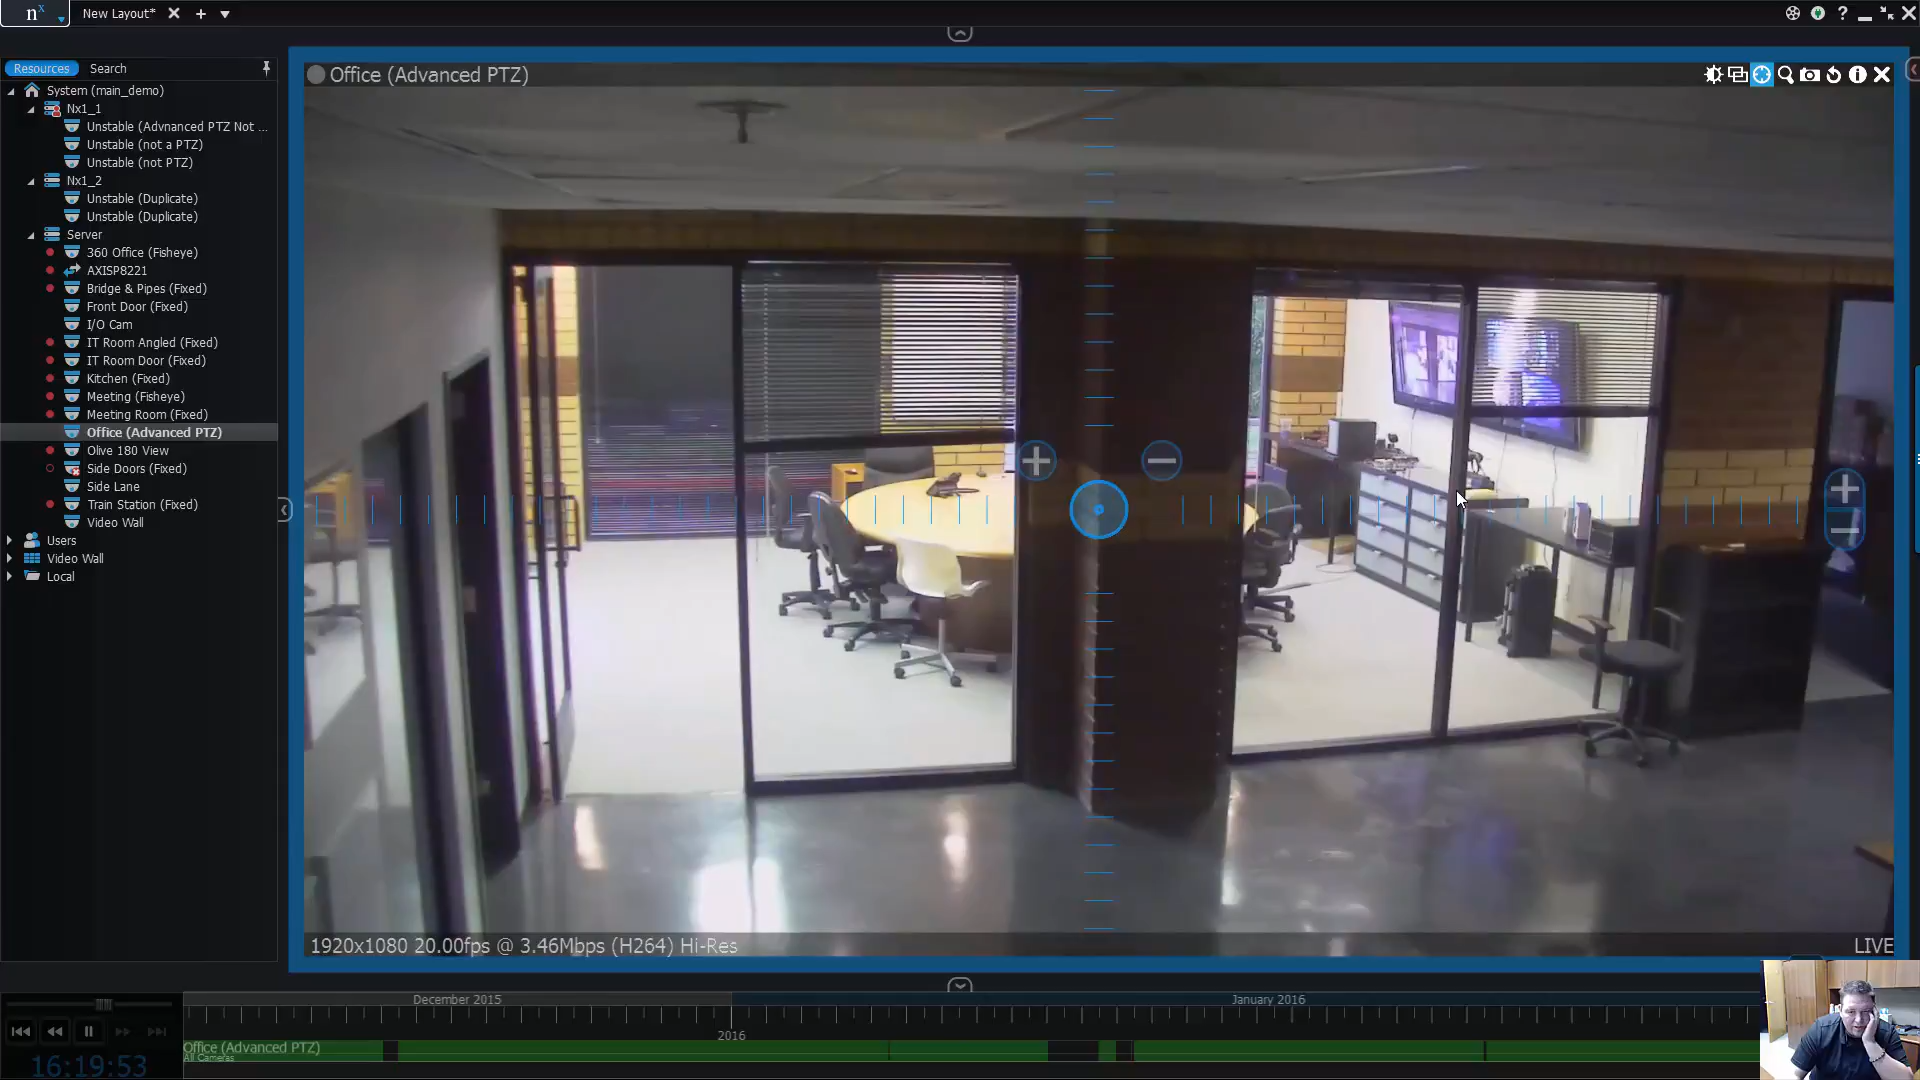 nx
New Layout*
Resources
Search
System (main_demo)
Nx1_1
Unstable (Advnanced PTZ Not ...
Unstable (not a PTZ)
Unstable (not PTZ)
Nx1_2
Unstable (Duplicate)
Unstable (Duplicate)
Server
360 Office (Fisheye)
AXISP8221
Bridge & Pipes (Fixed)
Front Door (Fixed)
I/O Cam
IT Room Angled (Fixed)
IT Room Door (Fixed)
Kitchen (Fixed)
Meeting (Fisheye)
Meeting Room (Fixed)
Office (Advanced PTZ)
Olive 180 View
Side Doors (Fixed)
Side Lane
Train Station (Fixed)
Video Wall
Users
Video Wall
Local
Office (Advanced PTZ)
1920x1080 20.00fps @ 3.46Mbps (H264) Hi-Res
LIVE
December 2015
January 2016
2016
Office (Advanced PTZ)
All Cameras
16:19:53